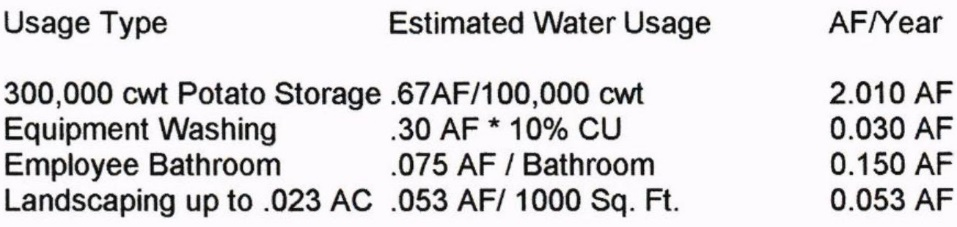 Usage Type Estimated Water Usage AF/Year
300,000 cwt Potato Storage .67AF/100,000 cwt 2.010 AF
Equipment Washing .30 AF * 10% CU 0.030 AF
Employee Bathroom .075 AF / Bathroom 0.150 AF
Landscaping up to .023 AC .053 AF/ 1000 Sq. Ft. 0.053 AF